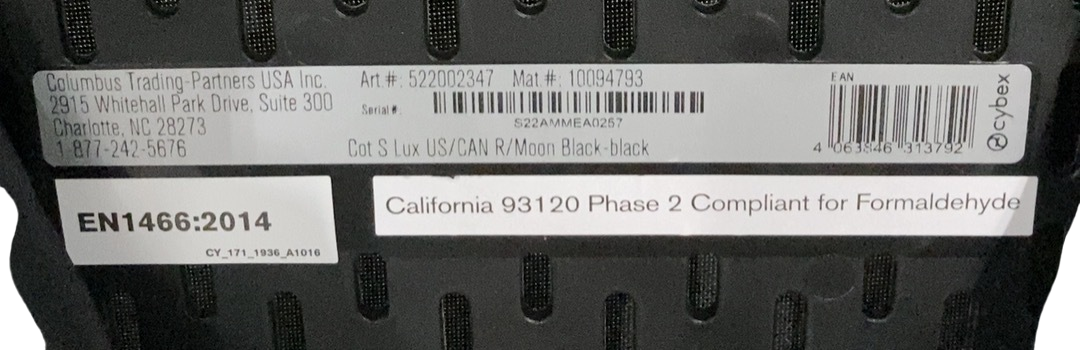 Columbus Trading-Partners USA Inc.
2915 Whitehall Park Drive, Suite 300
Charlotte, NC 28273
1-877-242-5676
Art #: 522002347 Mat #: 10094793
Serial #:
S22AMMEA0257
Cot S Lux US/CAN R/Moon Black-black
EAN
4 063846 313792
cybex
EN1466:2014
CY_171_1936_A1016
California 93120 Phase 2 Compliant for Formaldehyde